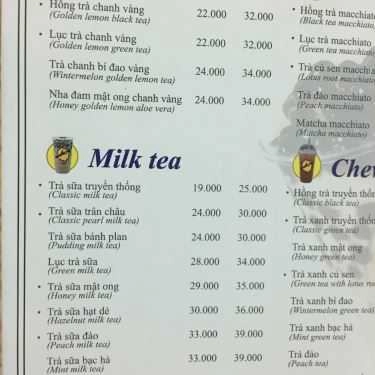 • Hồng trà chanh vàng 22.000 32.000
(Golden lemon black tea)
• Lục trà chanh vàng 22.000 32.000
(Golden lemon green tea)
Trà chanh bí đao vàng 24.000 34.000
(Wintermelon golden lemon tea)
Nha đam mật ong chanh vàng 24.000 34.000
(Honey golden lemon aloe vera)
Milk tea
• Trà sữa truyền thống 19.000 25.000
(Classic milk tea)
• Trà sữa trân châu 24.000 30.000
(Classic pearl milk tea)
Trà sữa bánh plan 24.000 30.000
(Pudding milk tea)
Lục trà sữa 28.000 34.000
(Green milk tea)
• Trà sữa mật ong 29.000 35.000
(Honey milk tea)
• Trà sữa hạt dẻ 30.000 36.000
(Hazelnut milk tea)
• Trà sữa đào 33.000 39.000
(Peach milk tea)
Trà sữa bạc hà 33.000 39.000
(Mint milk tea)
• Hồng trà macchiato
(Black tea macchiato,
• Lục trà macchiato
(Green tea macchiato)
• Trà củ sen macchia
(Lotus root macchiato)
Trà đào macchiato
(Peach macchiato)
Matcha macchiato
(Matcha macchiato)
Chev
• Hồng trà truyền thốn
(Classic black tea)
• Trà xanh truyền thốn
(Classic green tea)
Trà xanh mật ong
(Honey green tea)
• Trà xanh củ sen
(Green tea with lotus roo
Trà xanh bí đao
(Wintermelon green tea)
Trà xanh bạc hà
(Mint green tea)
Trà đào
(Peach tea)